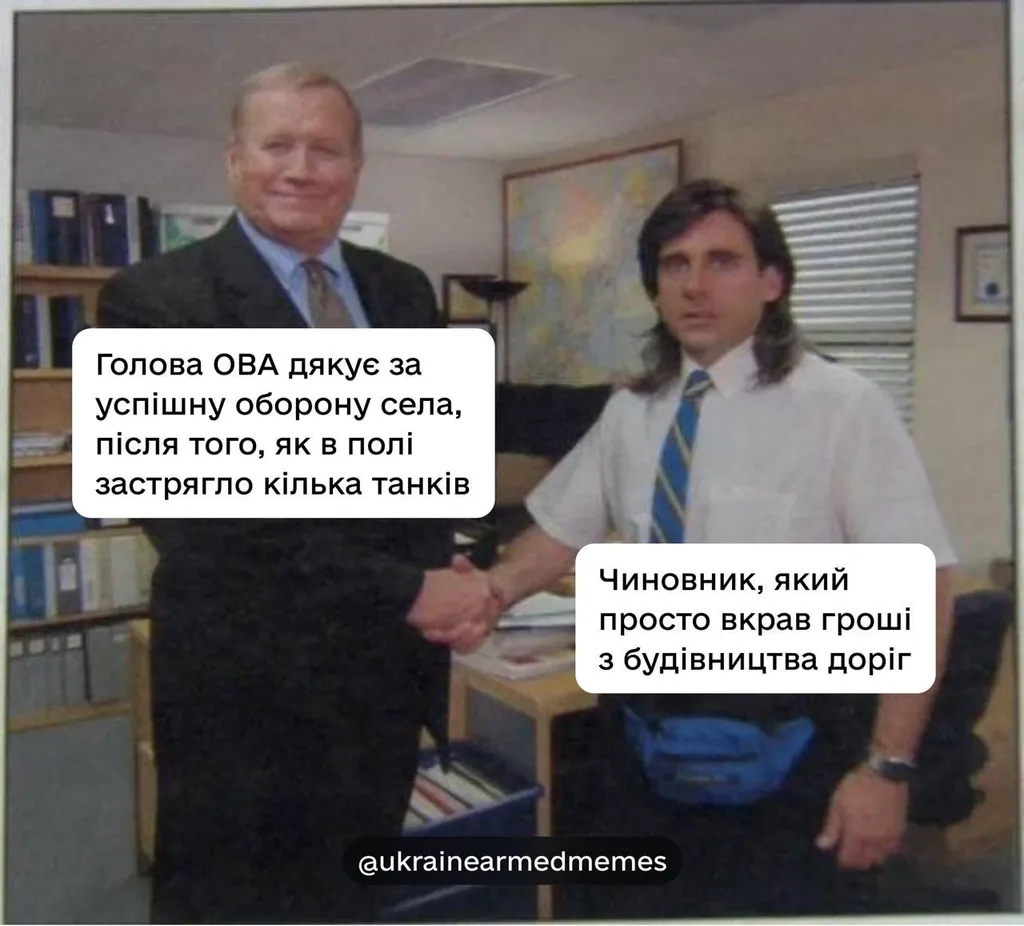 Голова ОВА дякує за
успішну оборону села,
після того, як в полі
застрягло кілька танків
Чиновник, який
просто вкрав гроші
з будівництва доріг
@ukrainearmedmemes